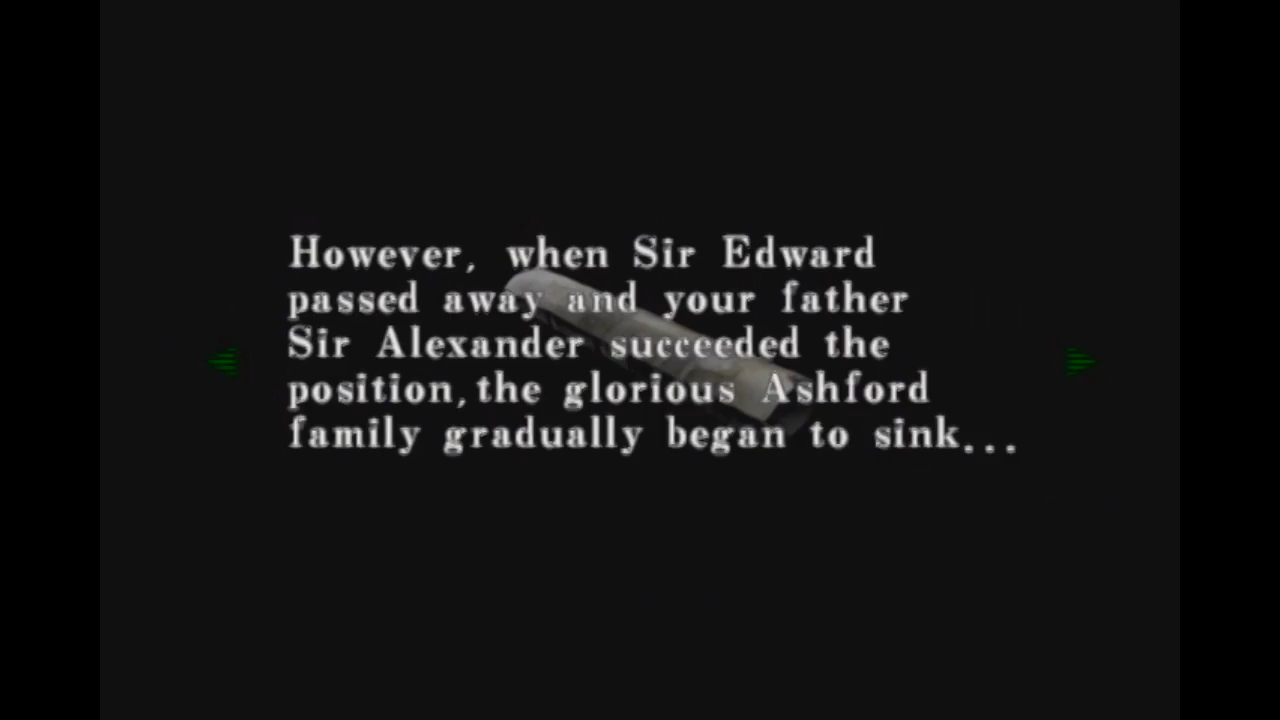 However, when Sir Edward
passed away and your father
Sir Alexander succeeded the
position,the glorious Ashford
family gradually began to sink...